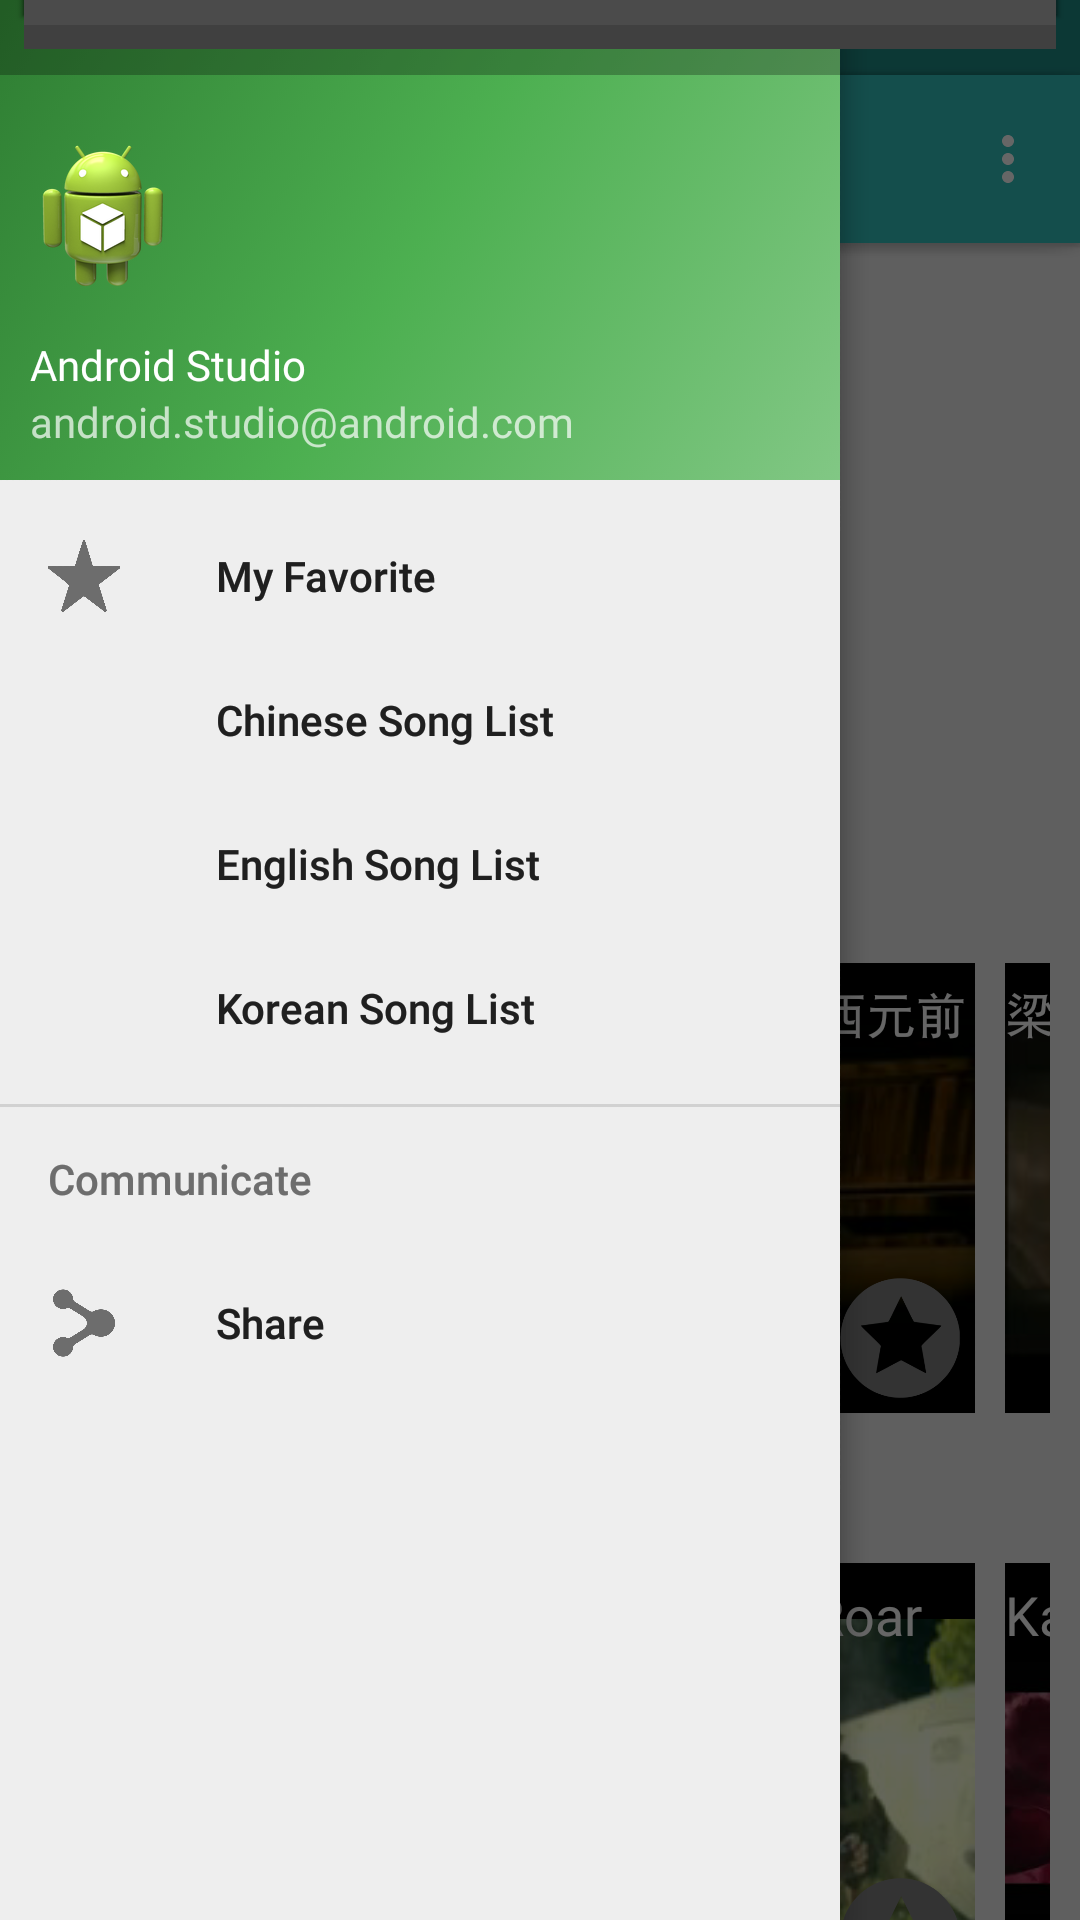 Android Studio
android.studio@android.com
My Favorite
Chinese Song List
English Song List
Korean Song List
西元前
梁
Communicate
Share
Roar
Ka